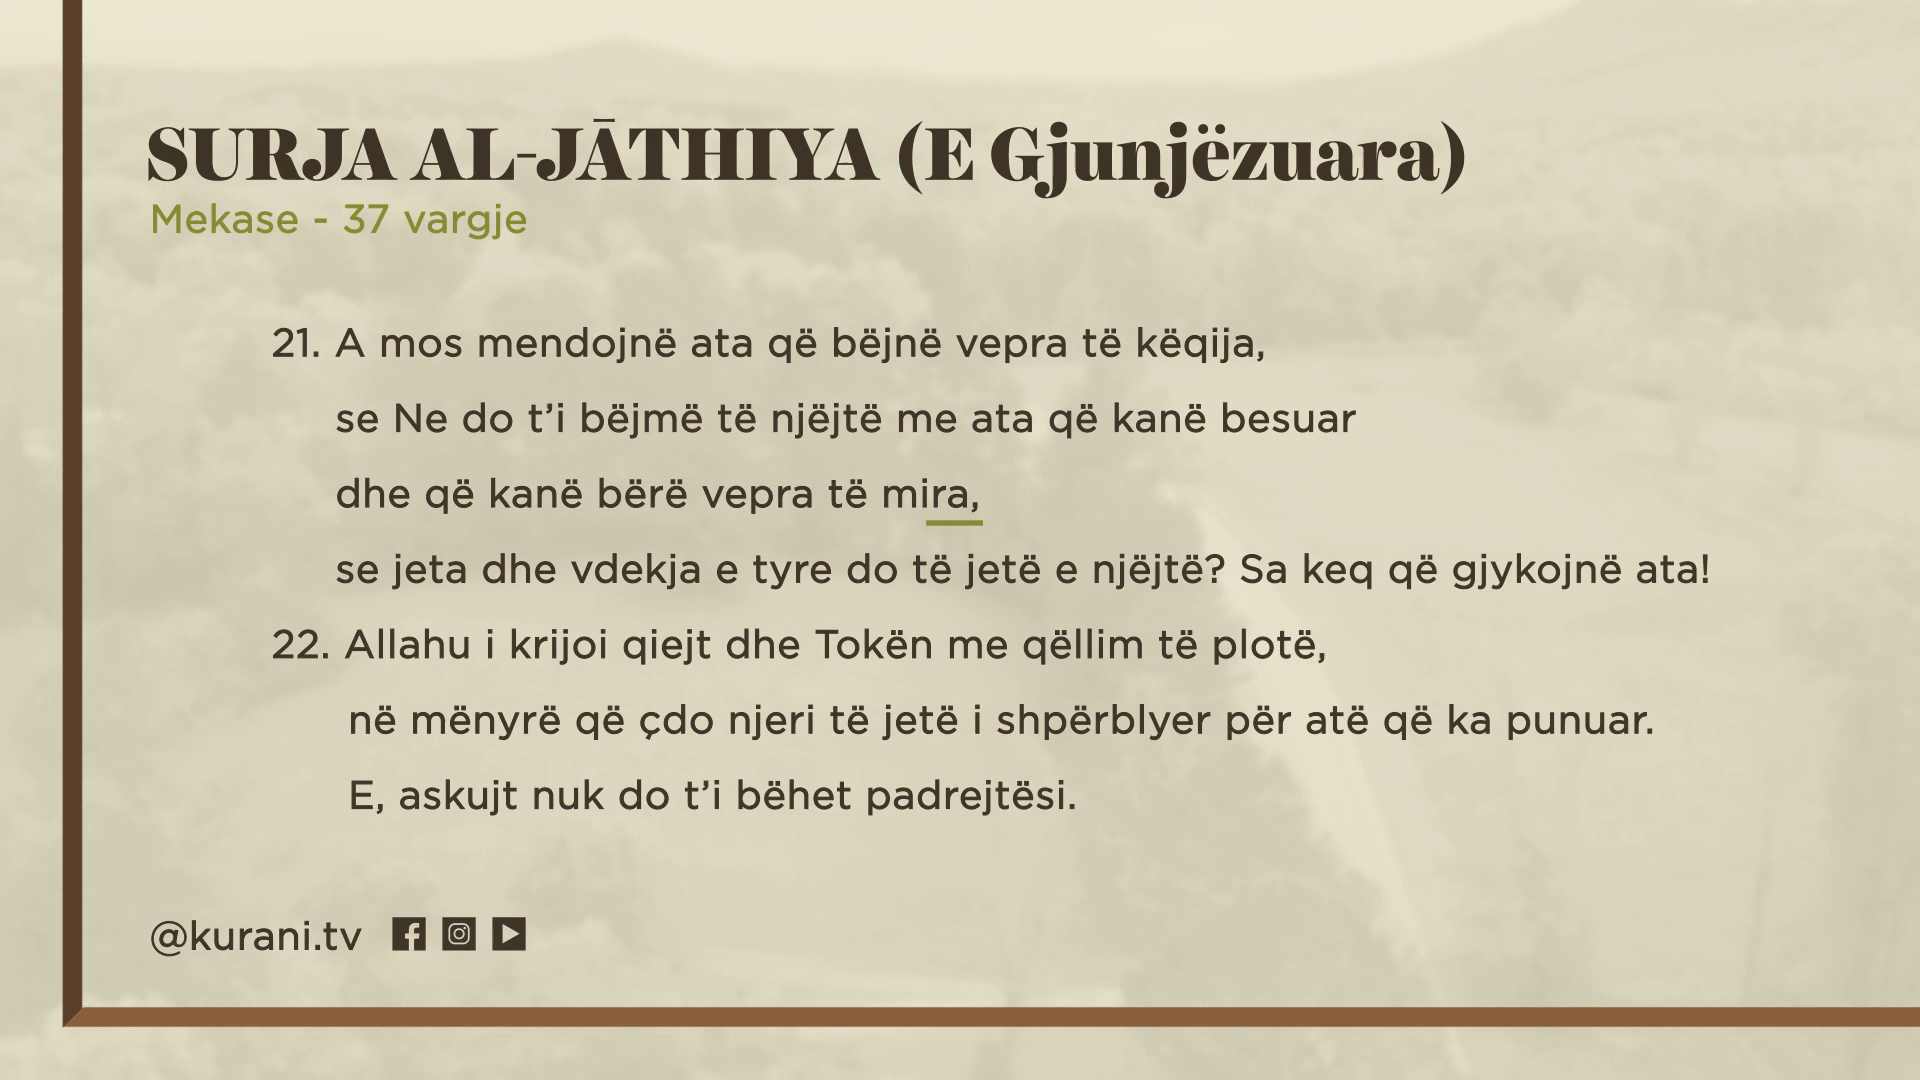 SURJA AL-JĀTHIYA (E Gjunjëzuara)
Mekase - 37 vargje
21. A mos mendojnë ata që bëjnë vepra të këqija,
se Ne do t’i bëjmë të njëjtë me ata që kanë besuar
dhe që kanë bërë vepra të mira,
se jeta dhe vdekja e tyre do të jetë e njëjtë? Sa keq që gjykojnë ata!
22. Allahu i krijoi qiejt dhe Tokën me qëllim të plotë,
në mënyrë që çdo njeri të jetë i shpërblyer për atë që ka punuar.
E, askujt nuk do t’i bëhet padrejtësi.
@kurani.tv